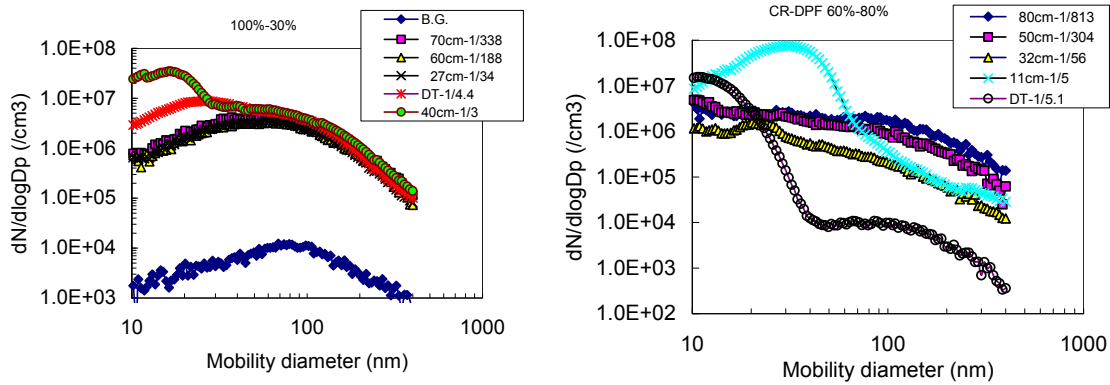 100%-30%
B.G.
70cm-1/338
60cm-1/188
27cm-1/34
DT-1/4.4
40cm-1/3
1.0E+08
1.0E+07
1.0E+06
1.0E+05
1.0E+04
1.0E+03
dN/dlogDp (/cm3)
10
100
1000
Mobility diameter (nm)
CR-DPF 60%-80%
80cm-1/813
50cm-1/304
32cm-1/56
11cm-1/5
DT-1/5.1
1.0E+08
1.0E+07
1.0E+06
1.0E+05
1.0E+04
1.0E+03
1.0E+02
dN/dlogDp (/cm3)
10
100
1000
Mobility diameter (nm)